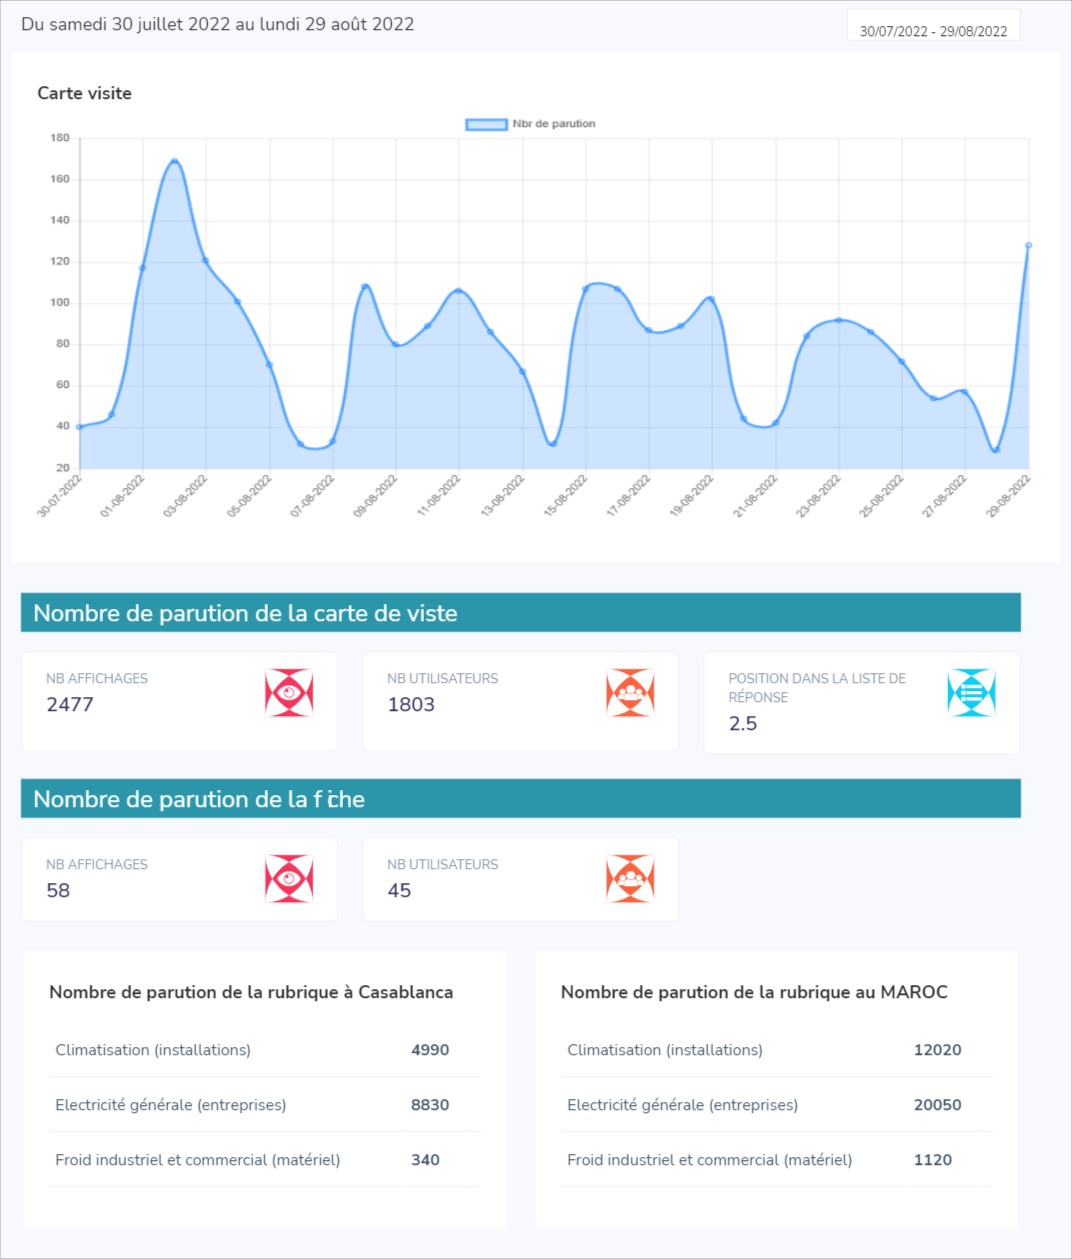 Du samedi 30 juillet 2022 au lundi 29 août 2022
30/07/2022 - 29/08/2022
Carte visite
Nbr de parution
180
160
140
120
100
80
60
40
20
30-07-2022
01-08-2022
03-08-2022
05-08-2022
07-08-2022
09-08-2022
11-08-2022
13-08-2022
15-08-2022
17-08-2022
19-08-2022
21-08-2022
23-08-2022
25-08-2022
27-08-2022
29-08-2022
Nombre de parution de la carte de viste
NB AFFICHAGES
2477
NB UTILISATEURS
1803
POSITION DANS LA LISTE DE
RÉPONSE
2.5
Nombre de parution de la fiche
NB AFFICHAGES
58
NB UTILISATEURS
45
Nombre de parution de la rubrique à Casablanca
Climatisation (installations) 4990
Electricité générale (entreprises) 8830
Froid industriel et commercial (matériel) 340
Nombre de parution de la rubrique au MAROC
Climatisation (installations) 12020
Electricité générale (entreprises) 20050
Froid industriel et commercial (matériel) 1120